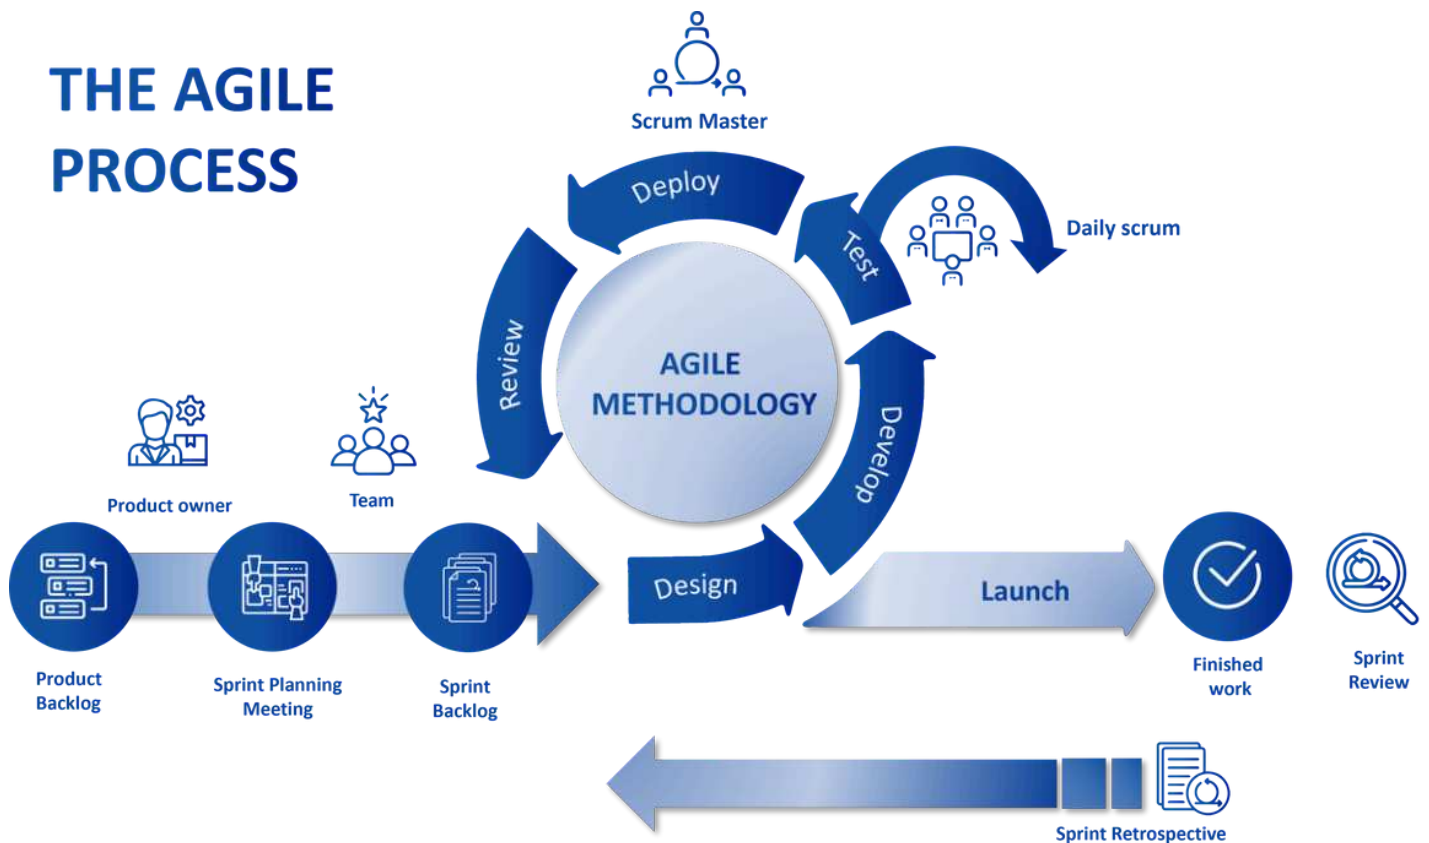 THE AGILE
PROCESS
Scrum Master
Deploy
Test
Daily scrum
Review
AGILE
METHODOLOGY
Develop
Product owner
Team
Design
Launch
Product
Backlog
Sprint Planning
Meeting
Sprint
Backlog
Finished
work
Sprint
Review
Sprint Retrospective